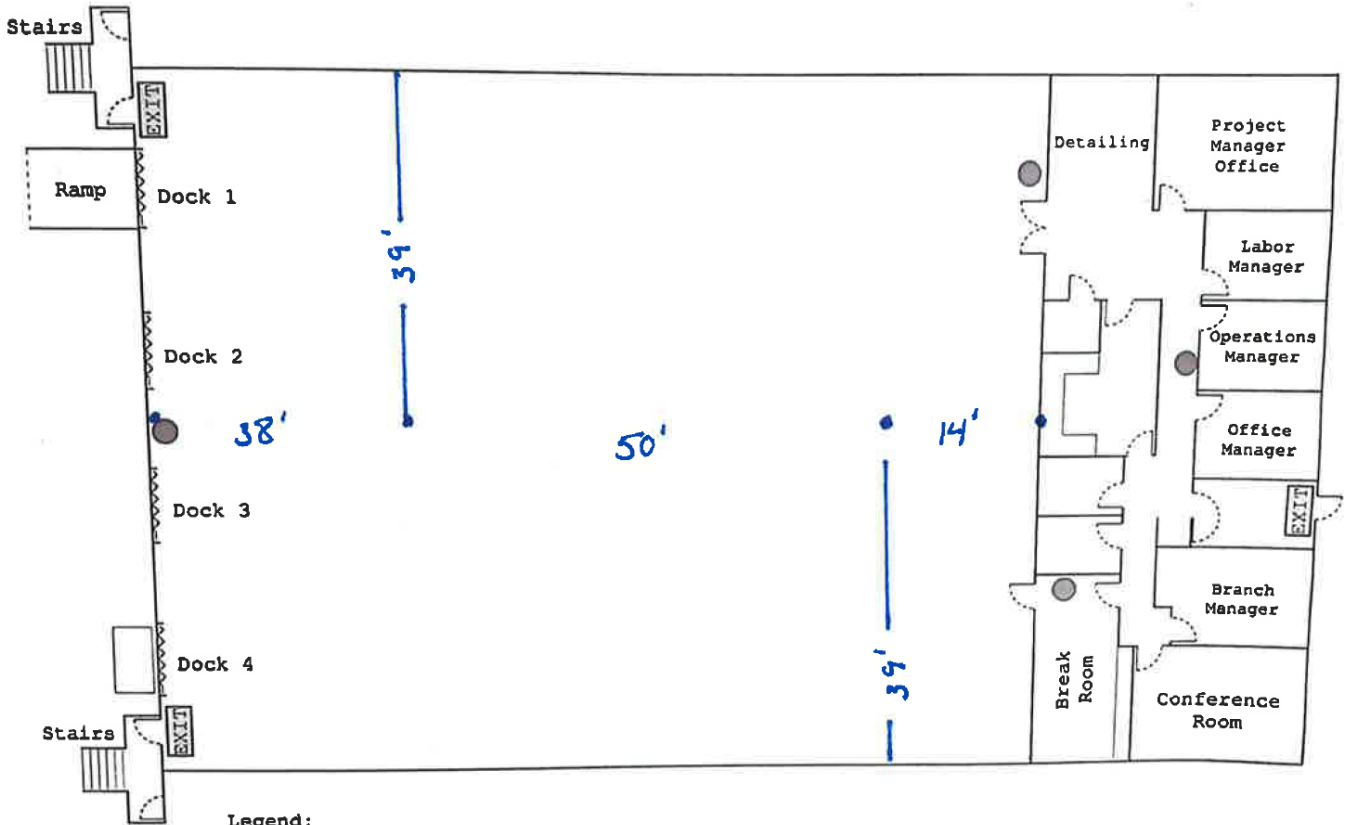 Stairs
EXIT
Ramp
Dock 1
39'
Detailing
Project
Manager
Office
Labor
Manager
Dock 2
Operations
Manager
38'
50'
14'
Office
Manager
Dock 3
EXIT
Branch
Manager
Dock 4
39'
Break
Room
Conference
Room
Stairs
EXIT
Legend: